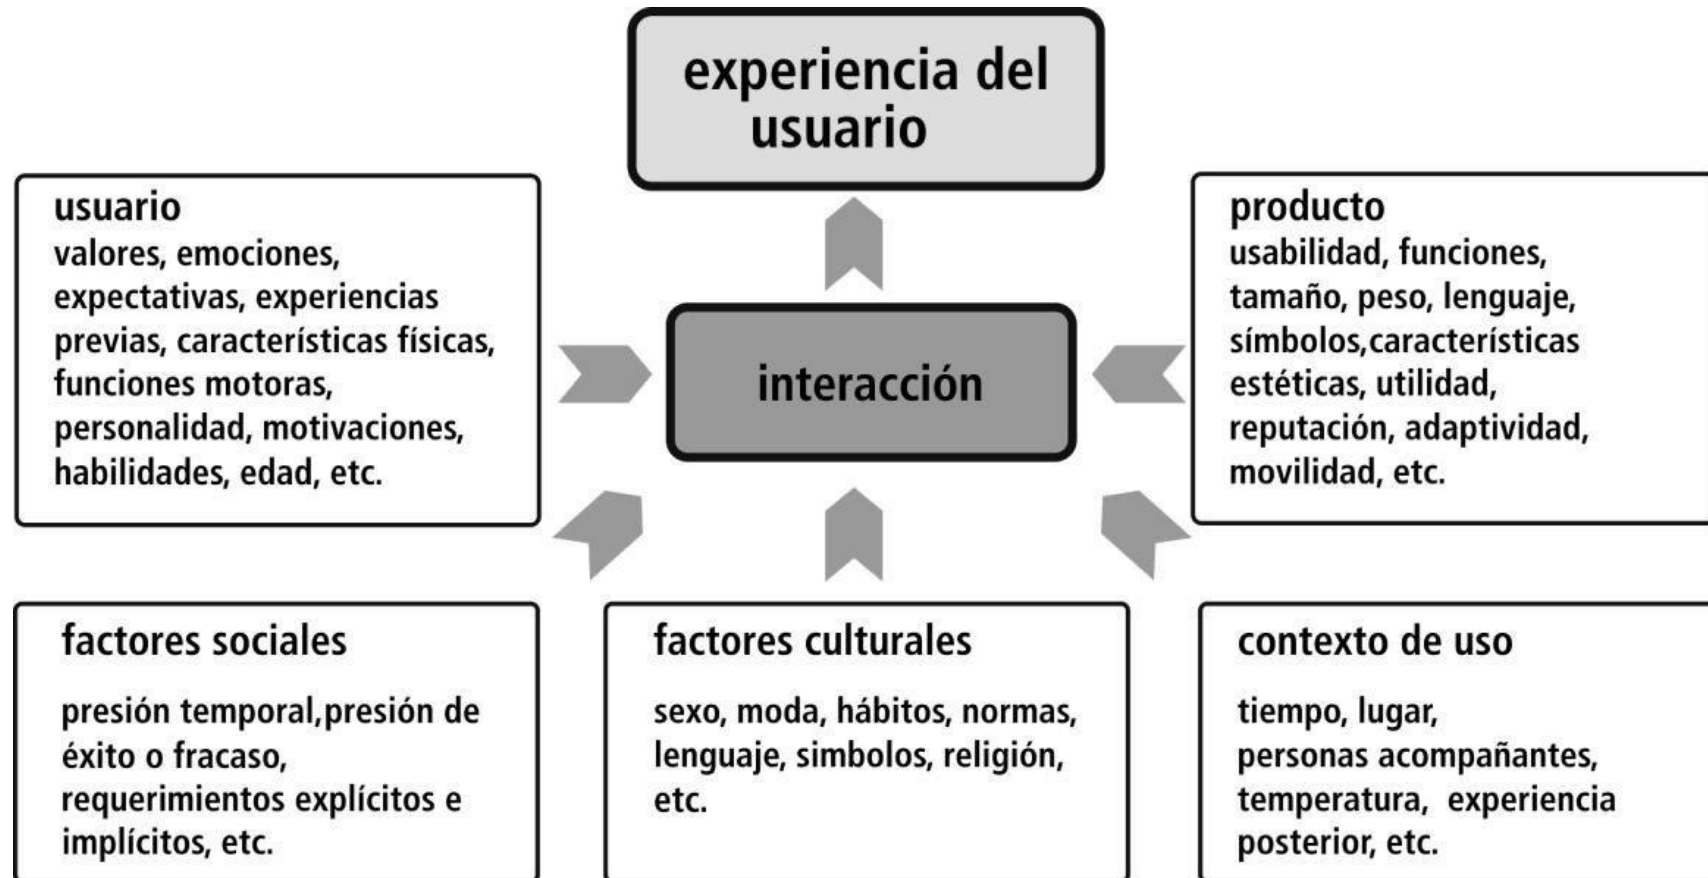 experiencia del
usuario
usuario
valores, emociones,
expectativas, experiencias
previas, características físicas,
funciones motoras,
personalidad, motivaciones,
habilidades, edad, etc.
interacción
producto
usabilidad, funciones,
tamaño, peso, lenguaje,
símbolos,características
estéticas, utilidad,
reputación, adaptividad,
movilidad, etc.
factores sociales
presión temporal,presión de
éxito o fracaso,
requerimientos explícitos e
implícitos, etc.
factores culturales
sexo, moda, hábitos, normas,
lenguaje, simbolos, religión,
etc.
contexto de uso
tiempo, lugar,
personas acompañantes,
temperatura, experiencia
posterior, etc.